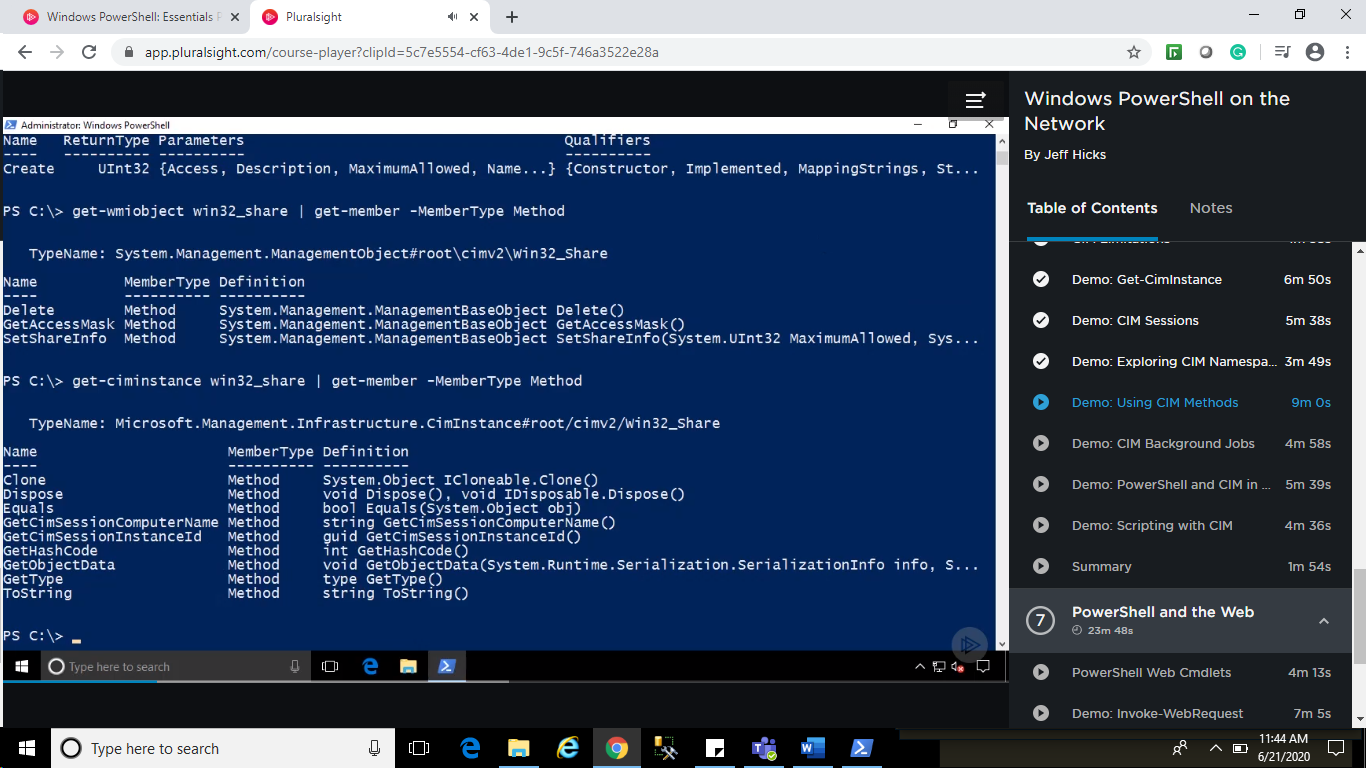 Windows PowerShell: Essentials P
Pluralsight
app.pluralsight.com/course-player?clipId=5c7e5554-cf63-4de1-9c5f-746a3522e28a
Administrator: Windows PowerShell
Name ReturnType Parameters Qualifiers
---- ---------- ---------- ----------
Create UInt32 {Access, Description, MaximumAllowed, Name...} {Constructor, Implemented, MappingStrings, St...
PS C:\> get-wmiobject win32_share | get-member -MemberType Method
TypeName: System.Management.ManagementObject#root\cimv2\Win32_Share
Name MemberType Definition
---- ---------- ----------
Delete Method System.Management.ManagementBaseObject Delete()
GetAccessMask Method System.Management.ManagementBaseObject GetAccessMask()
SetShareInfo Method System.Management.ManagementBaseObject SetShareInfo(System.UInt32 MaximumAllowed, Sys...
PS C:\> get-ciminstance win32_share | get-member -MemberType Method
TypeName: Microsoft.Management.Infrastructure.CimInstance#root/cimv2/Win32_Share
Name MemberType Definition
---- ---------- ----------
Clone Method System.Object ICloneable.Clone()
Dispose Method void Dispose(), void IDisposable.Dispose()
Equals Method bool Equals(System.Object obj)
GetCimSessionComputerName Method string GetCimSessionComputerName()
GetCimSessionInstanceId Method guid GetCimSessionInstanceId()
GetHashCode Method int GetHashCode()
GetObjectData Method void GetObjectData(System.Runtime.Serialization.SerializationInfo info, S...
GetType Method type GetType()
ToString Method string ToString()
PS C:\> _
Type here to search
Windows PowerShell on the
Network
By Jeff Hicks
Table of Contents Notes
Demo: Get-CimInstance 6m 50s
Demo: CIM Sessions 5m 38s
Demo: Exploring CIM Namespa... 3m 49s
Demo: Using CIM Methods 9m 0s
Demo: CIM Background Jobs 4m 58s
Demo: PowerShell and CIM in ... 5m 39s
Demo: Scripting with CIM 4m 36s
Summary 1m 54s
7 PowerShell and the Web
23m 48s
PowerShell Web Cmdlets 4m 13s
Demo: Invoke-WebRequest 7m 5s
Type here to search
11:44 AM
6/21/2020